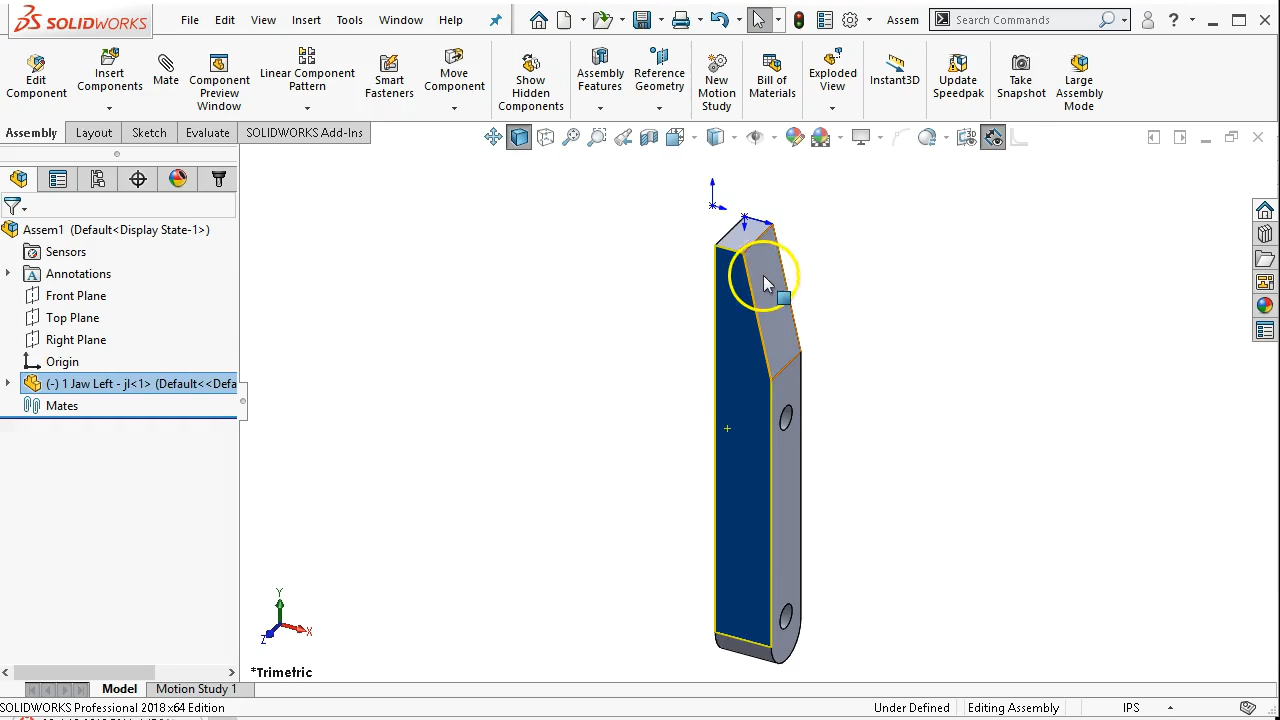 SOLIDWORKS File Edit View Insert Tools Window Help Assem Search Commands ?
Edit Component
Insert Components
Mate
Component Preview Window
Linear Component Pattern
Smart Fasteners
Move Component
Show Hidden Components
Assembly Features
Reference Geometry
New Motion Study
Bill of Materials
Exploded View
Instant3D
Update Speedpak
Take Snapshot
Large Assembly Mode
Assembly Layout Sketch Evaluate SOLIDWORKS Add-Ins
Assem1 (Default<Display State-1>)
Sensors
Annotations
Front Plane
Top Plane
Right Plane
Origin
(-) 1 Jaw Left - jl<1> (Default<<Defa
Mates
Y
X
Z
*Trimetric
Model Motion Study 1
SOLIDWORKS Professional 2018 x64 Edition Under Defined Editing Assembly IPS